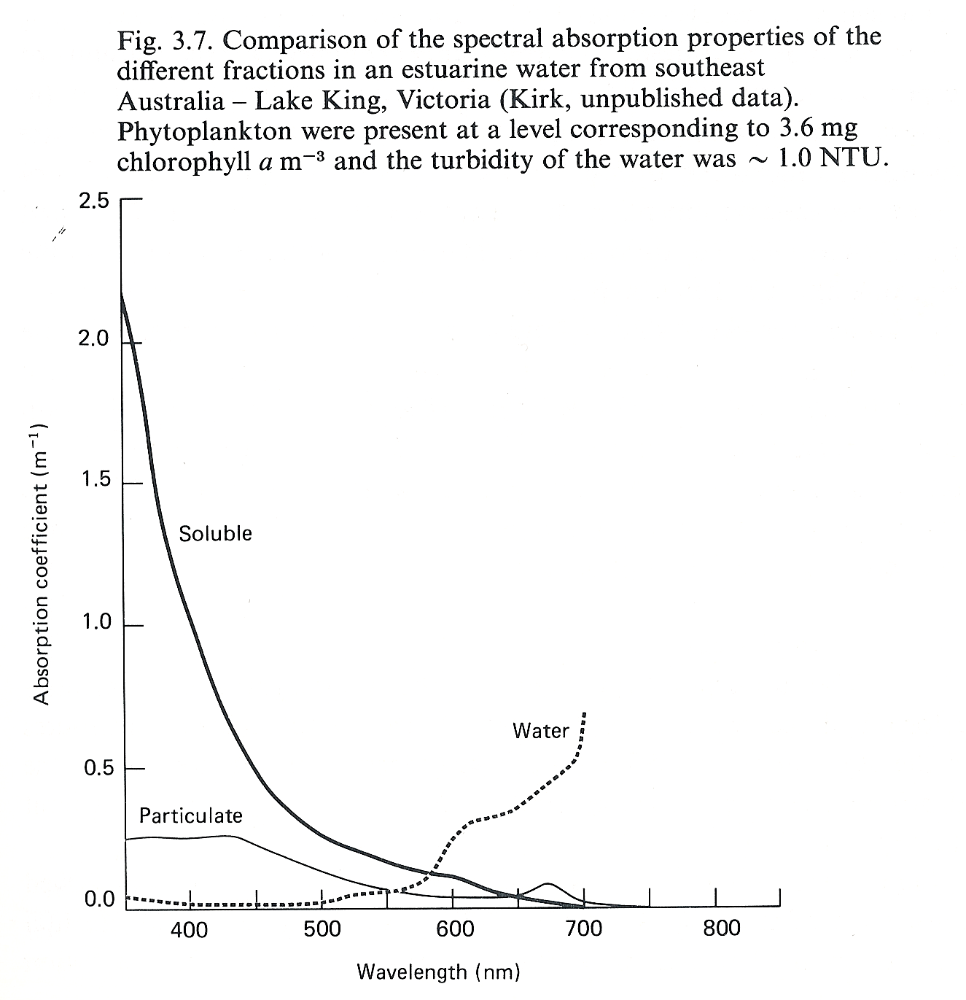 Fig. 3.7. Comparison of the spectral absorption properties of the
different fractions in an estuarine water from southeast
Australia – Lake King, Victoria (Kirk, unpublished data).
Phytoplankton were present at a level corresponding to 3.6 mg
chlorophyll a m⁻³ and the turbidity of the water was ~ 1.0 NTU.
2.5
2.0
1.5
Soluble
1.0
Absorption coefficient (m⁻¹)
Water
0.5
Particulate
0.0
400 500 600 700 800
Wavelength (nm)